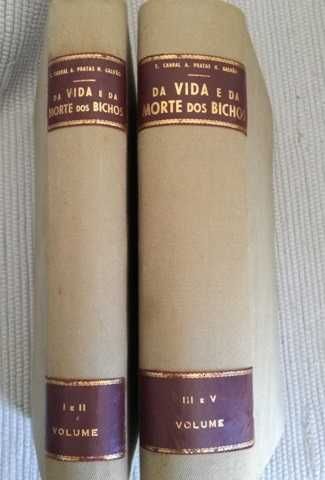 T. CABRAL A. PRATAS H. GALVÃO
DA VIDA E DA
MORTE DOS BICHOS
I e II
VOLUME
T. CABRAL A. PRATAS H. GALVÃO
DA VIDA E DA
MORTE DOS BICHOS
III e V
VOLUME